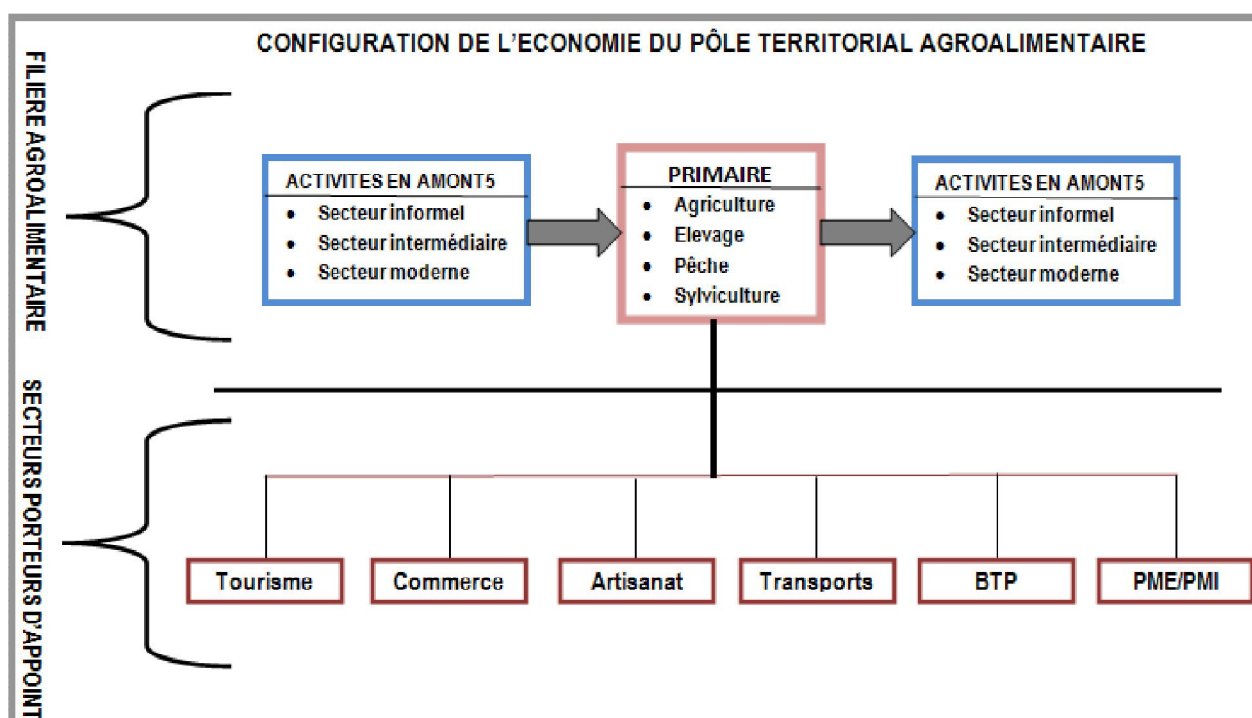 CONFIGURATION DE L'ECONOMIE DU PÔLE TERRITORIAL AGROALIMENTAIRE
FILIERE AGROALIMENTAIRE
ACTIVITES EN AMONT5
• Secteur informel
• Secteur intermédiaire
• Secteur moderne
PRIMAIRE
• Agriculture
• Elevage
• Pêche
• Sylviculture
ACTIVITES EN AMONT5
• Secteur informel
• Secteur intermédiaire
• Secteur moderne
SECTEURS PORTEURS D'APPOINT
Tourisme
Commerce
Artisanat
Transports
BTP
PME/PMI